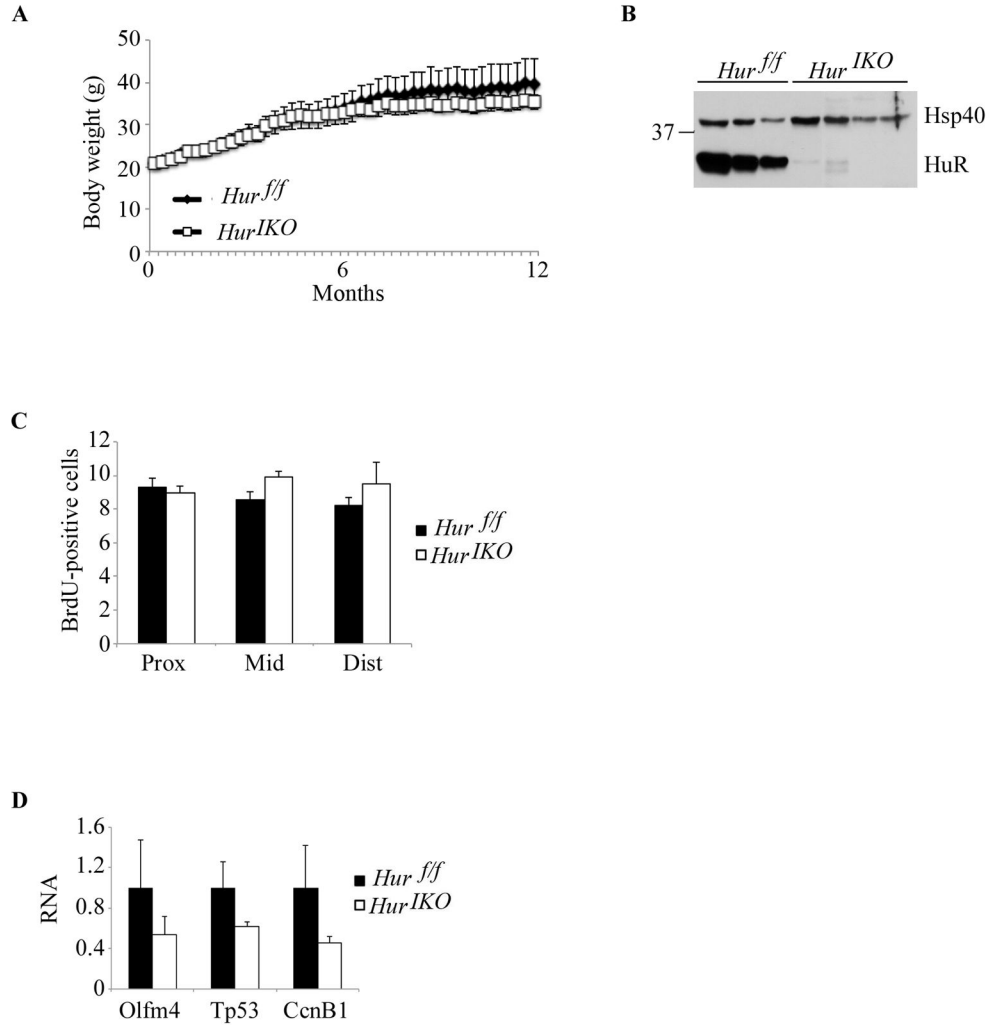 A
50
40
30
20
10
0
Body weight (g)
Hur f/f
Hur IKO
0 6 12
Months
B
Hur f/f Hur IKO
37
Hsp40
HuR
C
12
10
8
6
4
2
0
BrdU-positive cells
Prox Mid Dist
Hur f/f
Hur IKO
D
1.6
1.2
0.8
0.4
0
RNA
Olfm4 Tp53 CcnB1
Hur f/f
Hur IKO